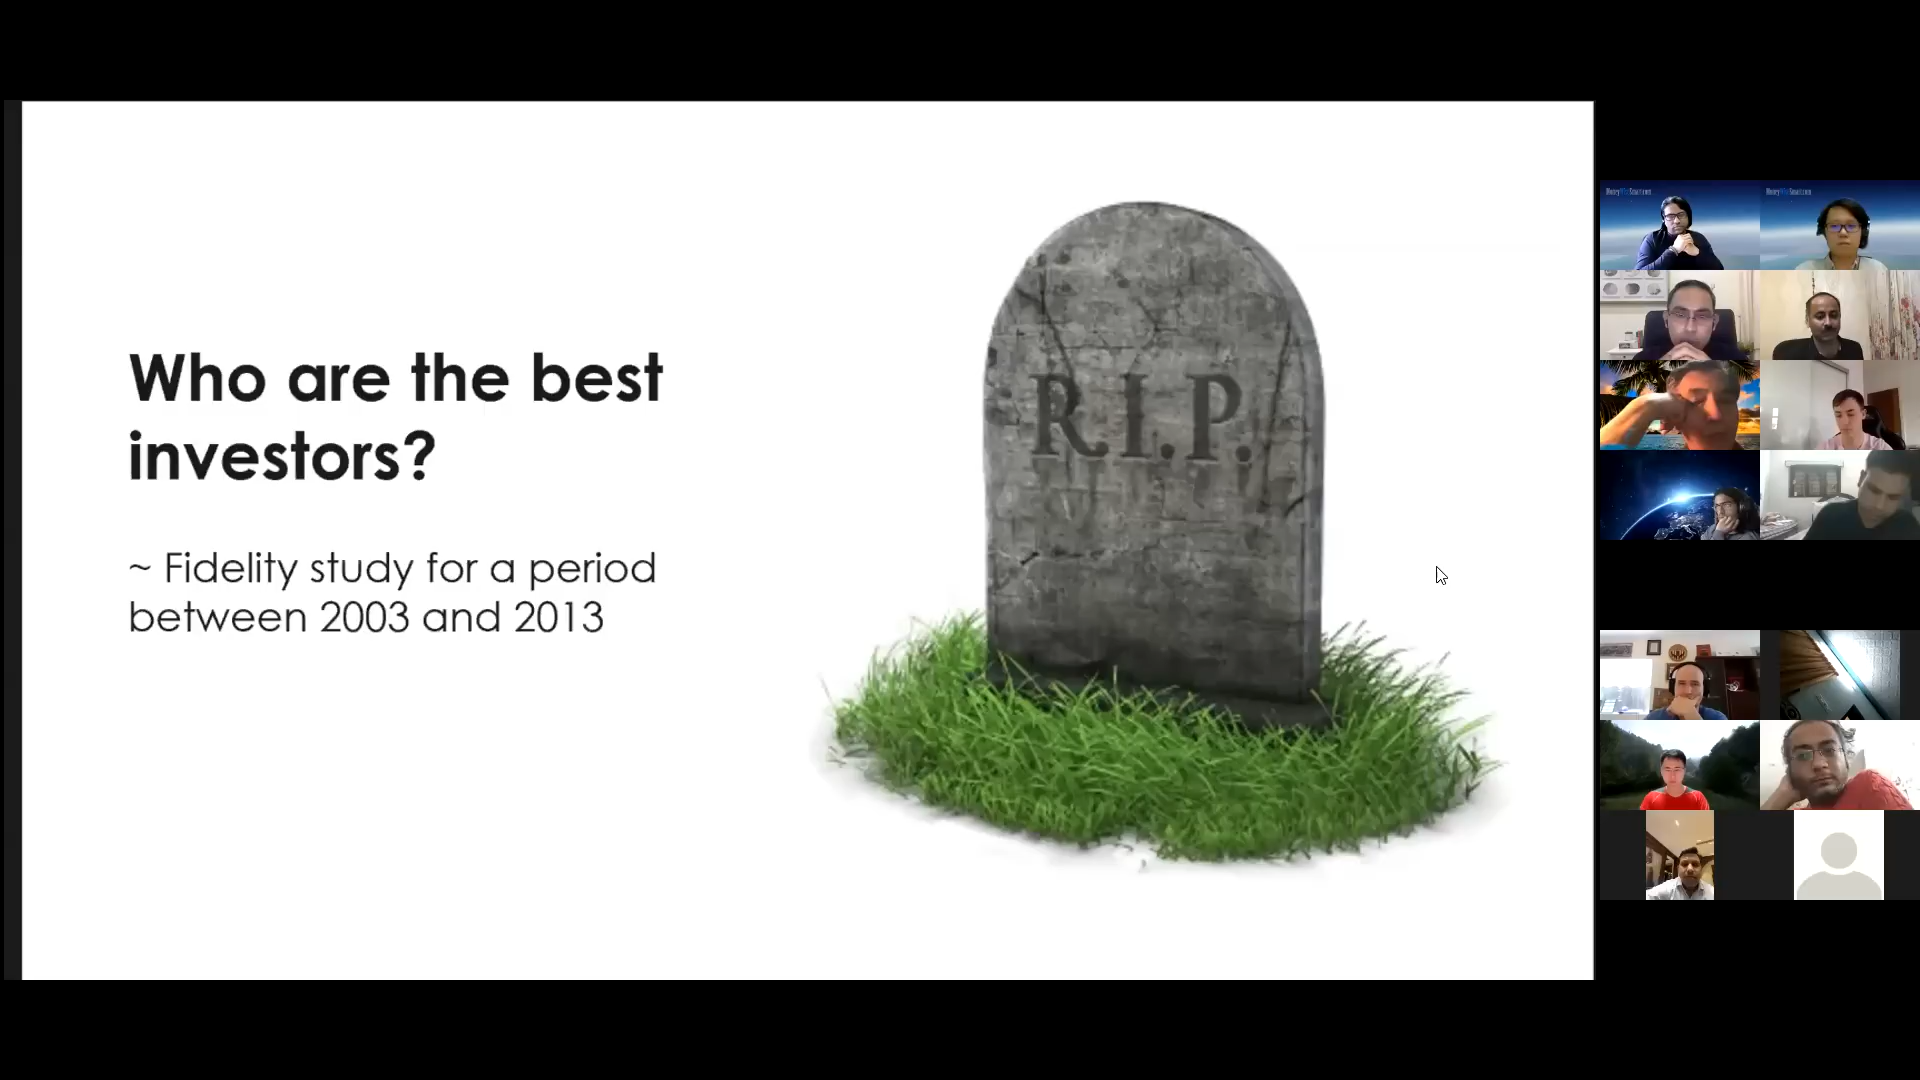 Who are the best
investors?
~ Fidelity study for a period
between 2003 and 2013
R.I.P.